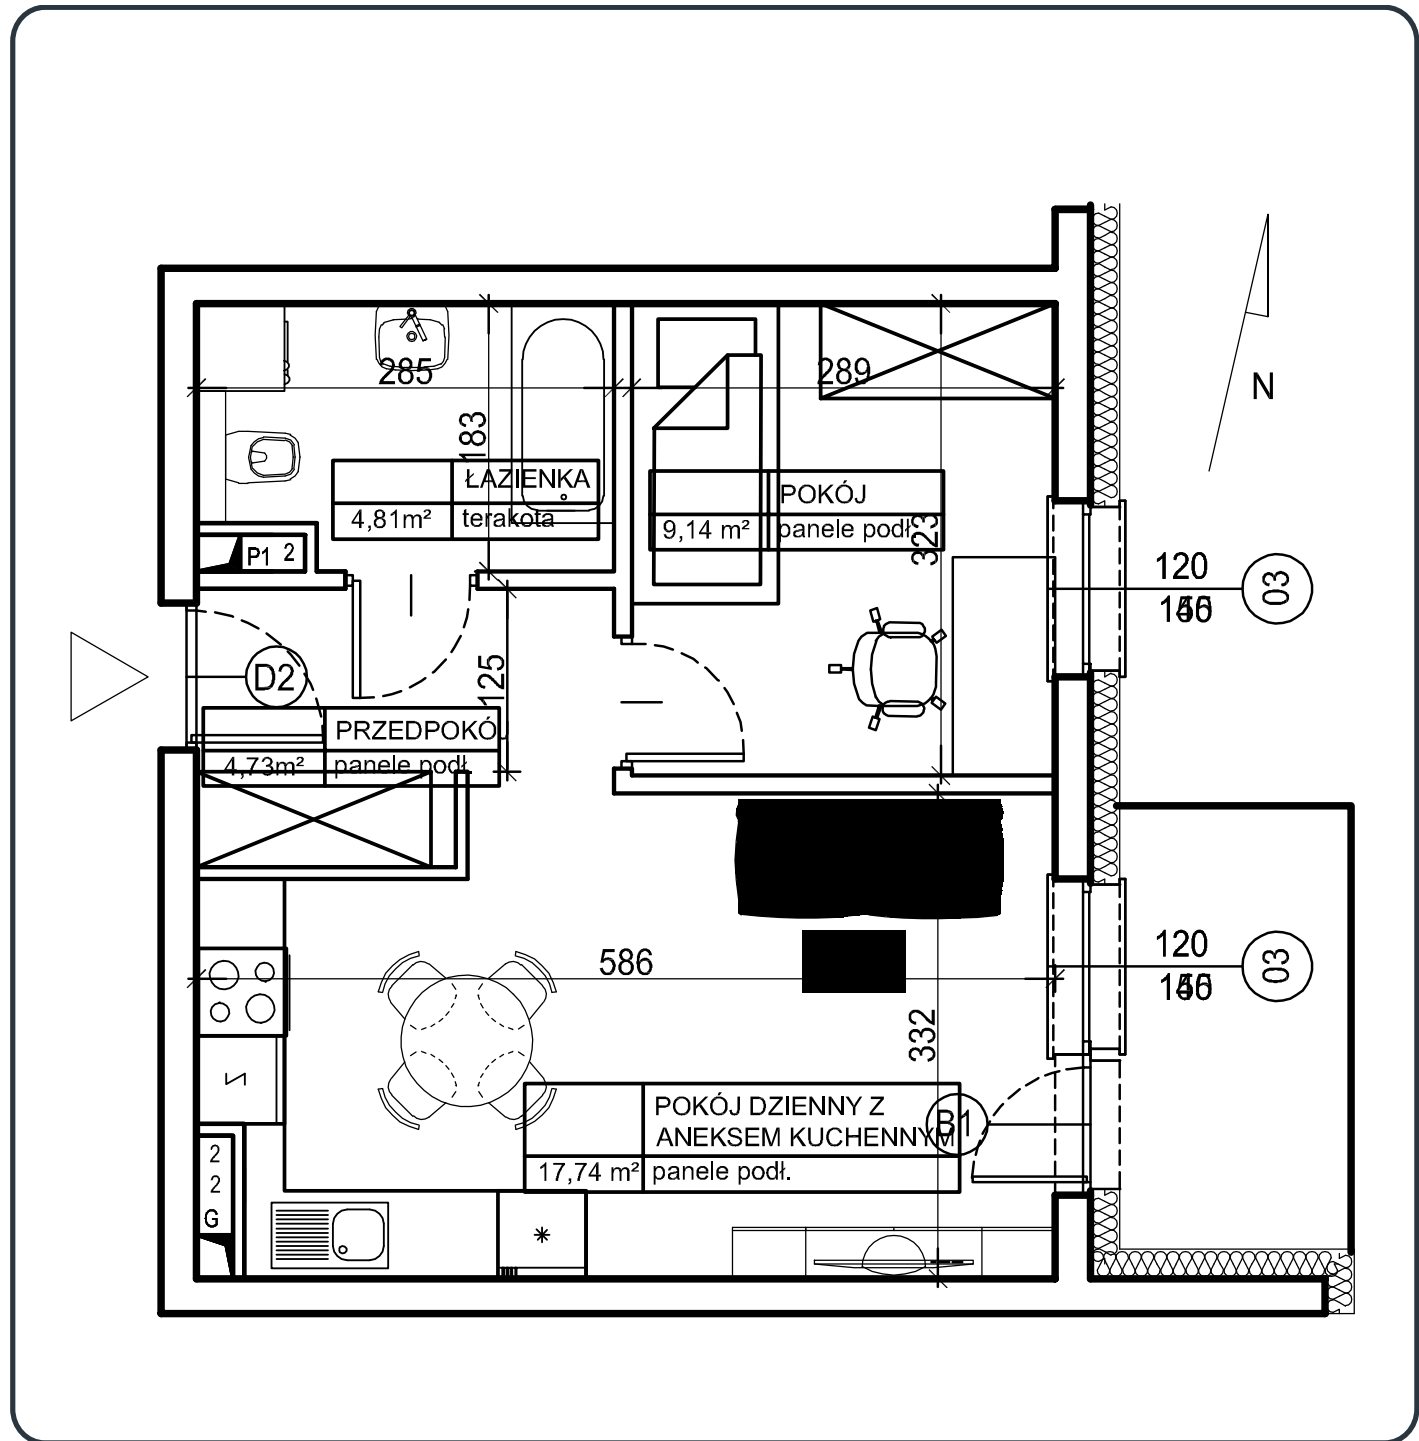 N
285
289
183
ŁAZIENKA
4,81m² terakota
POKÓJ
9,14 m² panele podł.
323
P1 2
120
03
D2
125
PRZEDPOKÓJ
4,73m² panele podł.
120
03
586
332
POKÓJ DZIENNY Z
ANEKSEM KUCHENNYM
17,74 m² panele podł.
B1
2
2
G